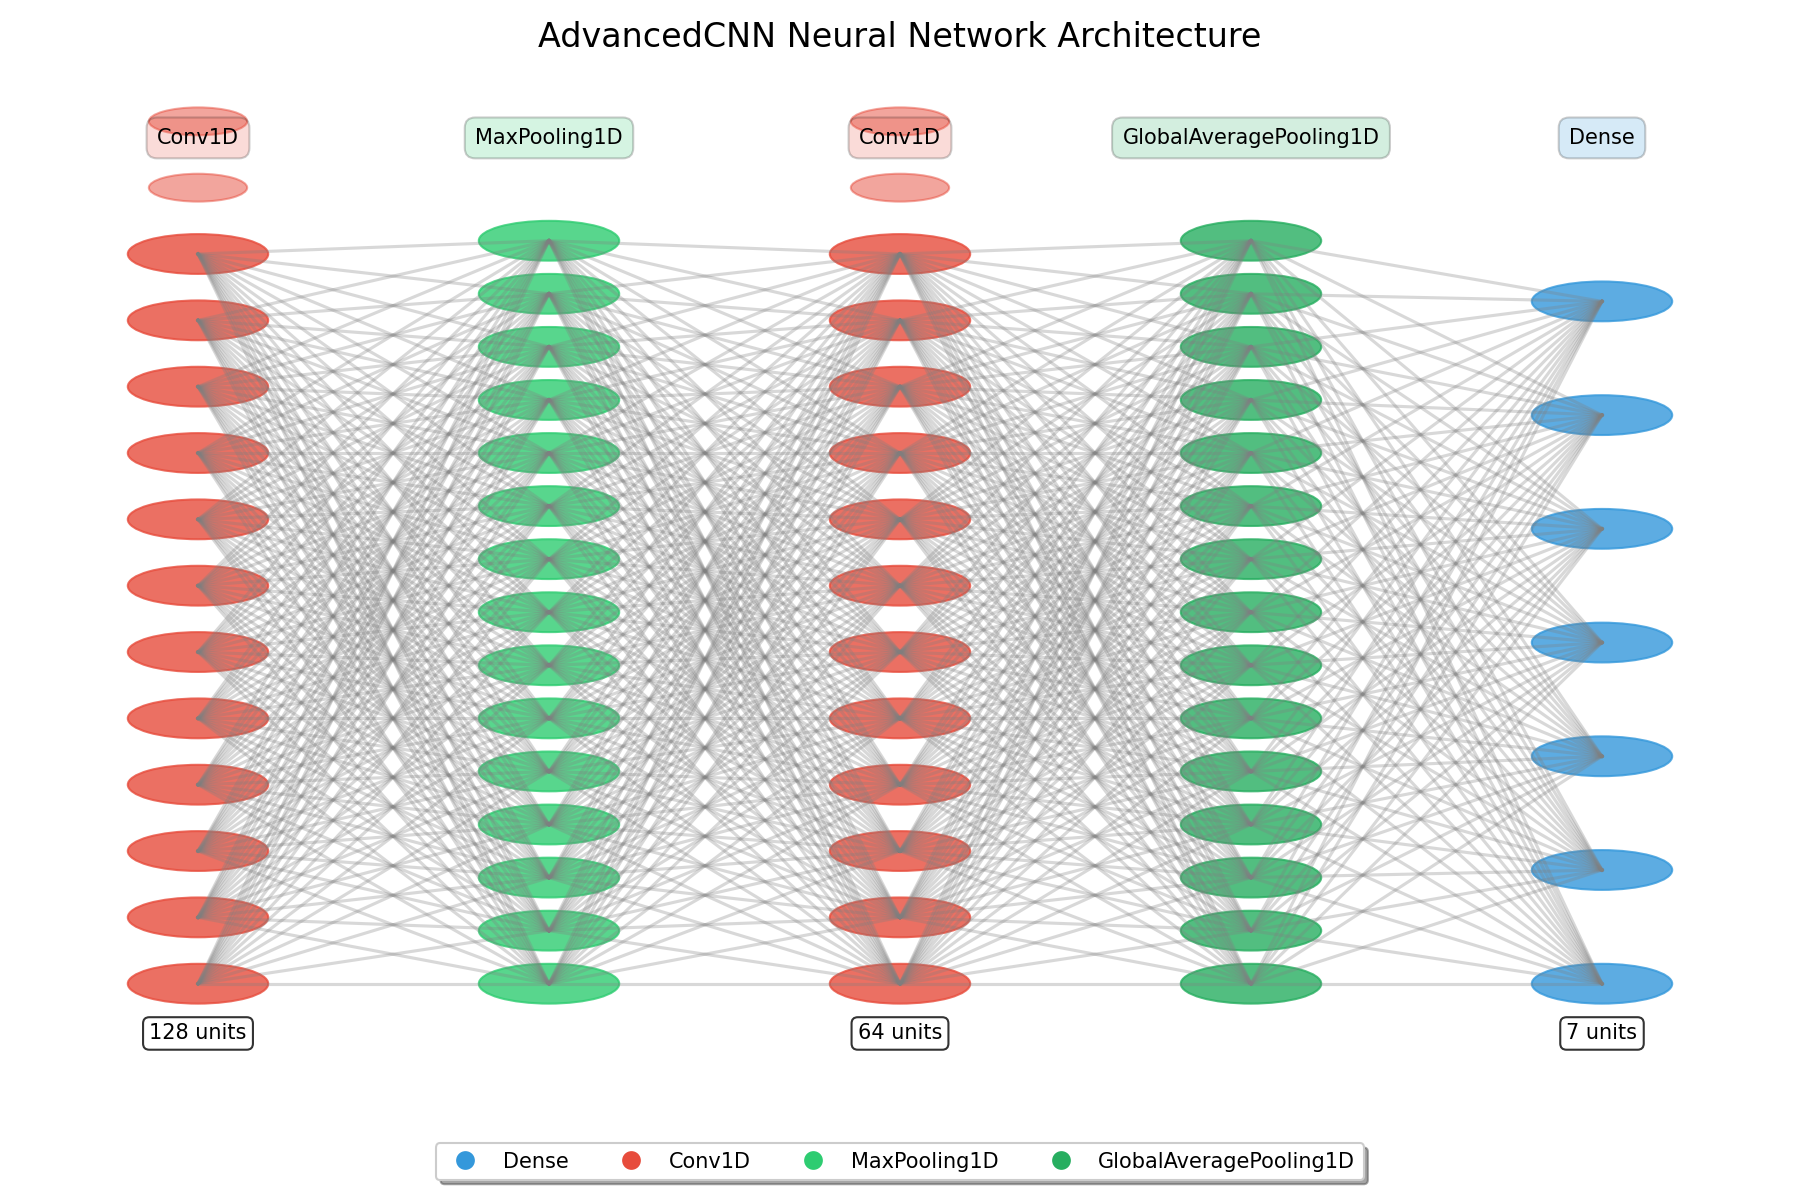 AdvancedCNN Neural Network Architecture
Conv1D MaxPooling1D Conv1D GlobalAveragePooling1D Dense
128 units 64 units 7 units
Dense Conv1D MaxPooling1D GlobalAveragePooling1D